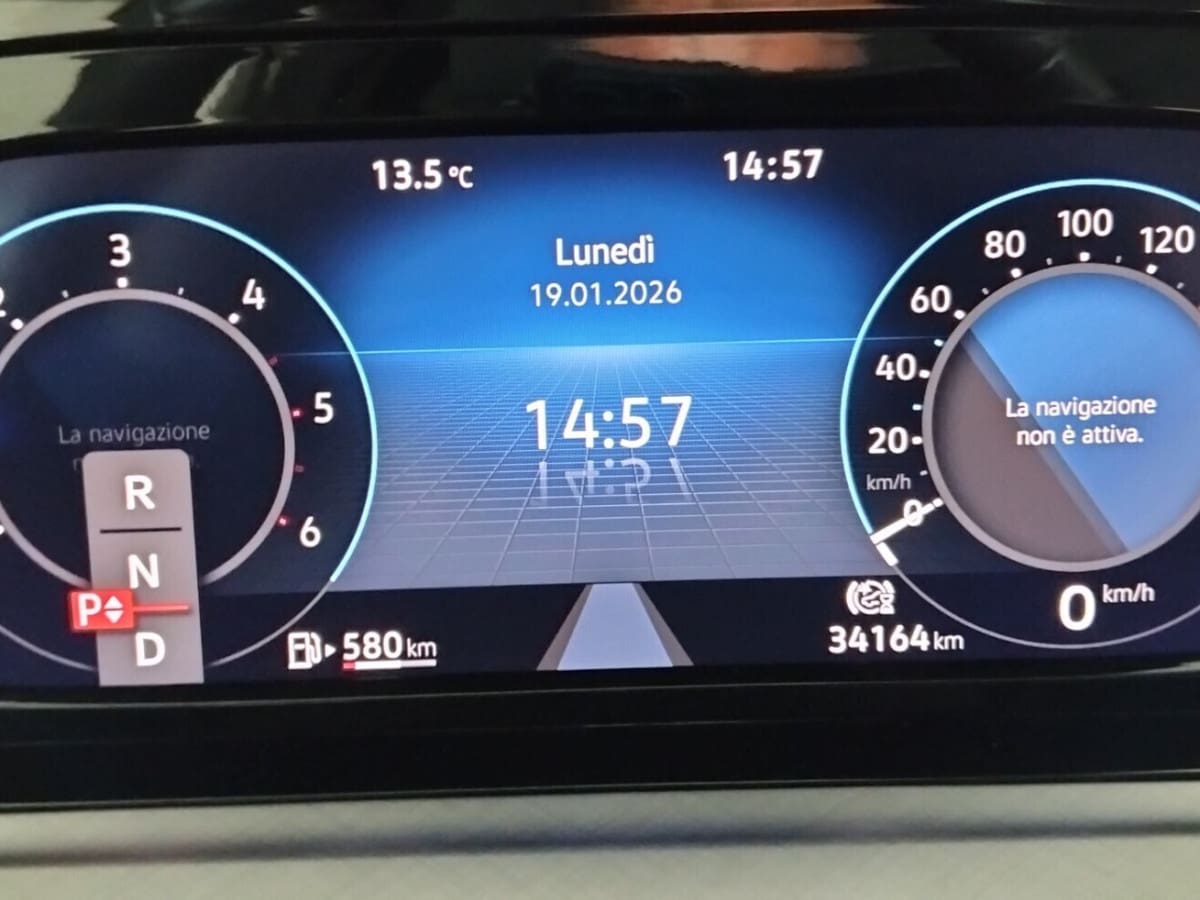 13.5 °C
14:57
Lunedì
19.01.2026
14:57
3
4
5
6
La navigazione
R
N
P
D
580 km
20
40
60
80
100
120
km/h
0
La navigazione
non è attiva.
0 km/h
34164 km